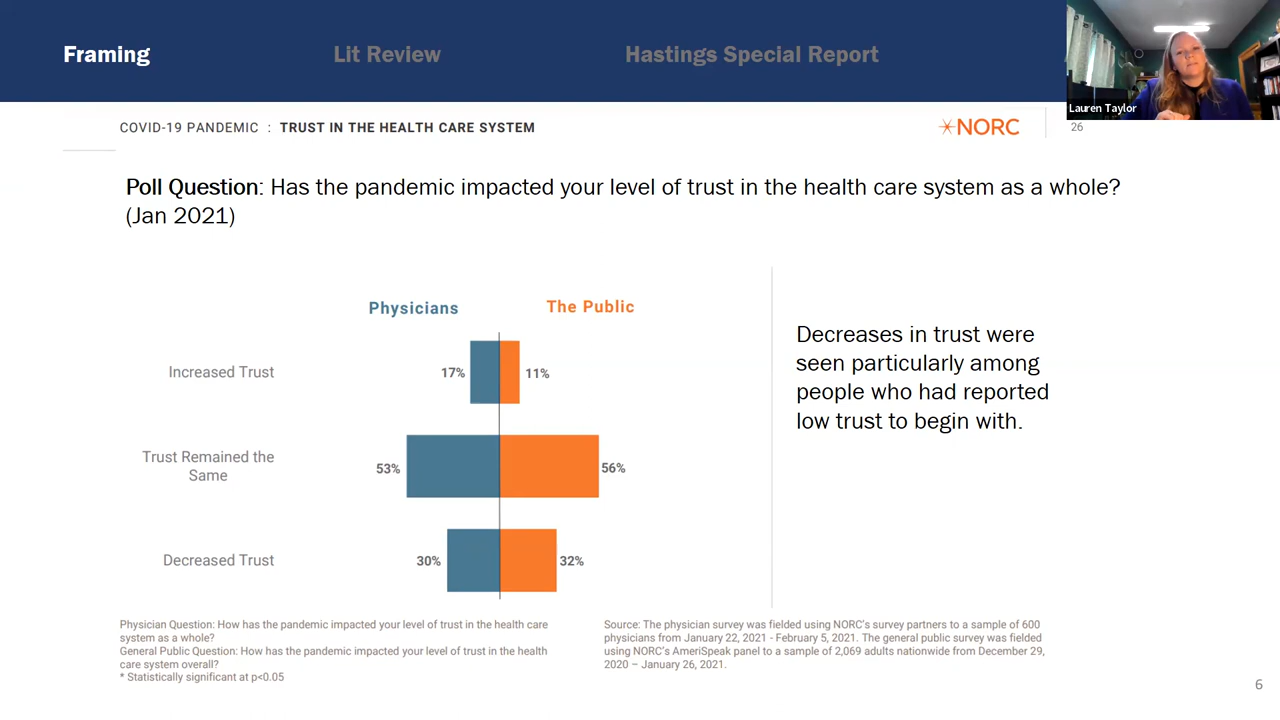 Framing
Lit Review
Hastings Special Report
Lauren Taylor
COVID-19 PANDEMIC : TRUST IN THE HEALTH CARE SYSTEM
NORC
26
Poll Question: Has the pandemic impacted your level of trust in the health care system as a whole?
(Jan 2021)
Physicians
The Public
Increased Trust
17%
11%
Trust Remained the
Same
53%
56%
Decreased Trust
30%
32%
Decreases in trust were
seen particularly among
people who had reported
low trust to begin with.
Physician Question: How has the pandemic impacted your level of trust in the health care
system as a whole?
General Public Question: How has the pandemic impacted your level of trust in the health
care system overall?
* Statistically significant at p<0.05
Source: The physician survey was fielded using NORC's survey partners to a sample of 600
physicians from January 22, 2021 - February 5, 2021. The general public survey was fielded
using NORC's AmeriSpeak panel to a sample of 2,069 adults nationwide from December 29,
2020 – January 26, 2021.
6